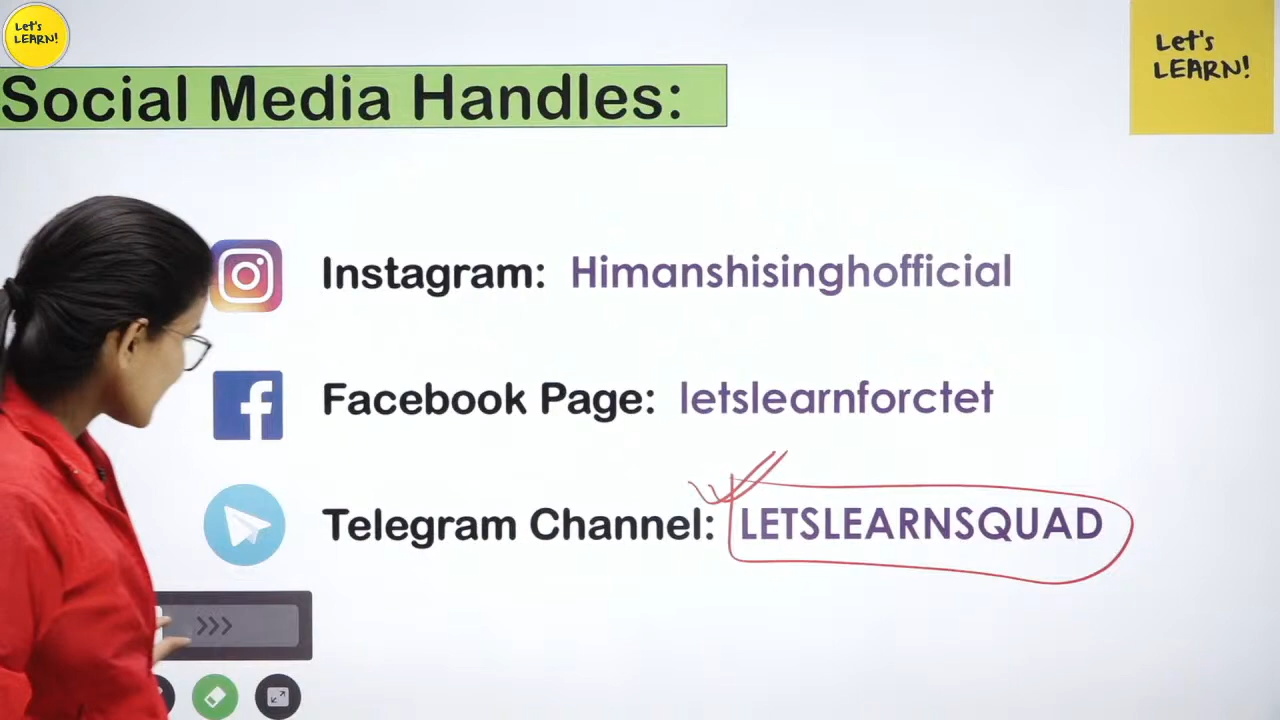 Let's
LEARN!
Let's
LEARN!
Social Media Handles:
Instagram: Himanshisinghofficial
Facebook Page: letslearnforctet
Telegram Channel: LETSLEARNSQUAD